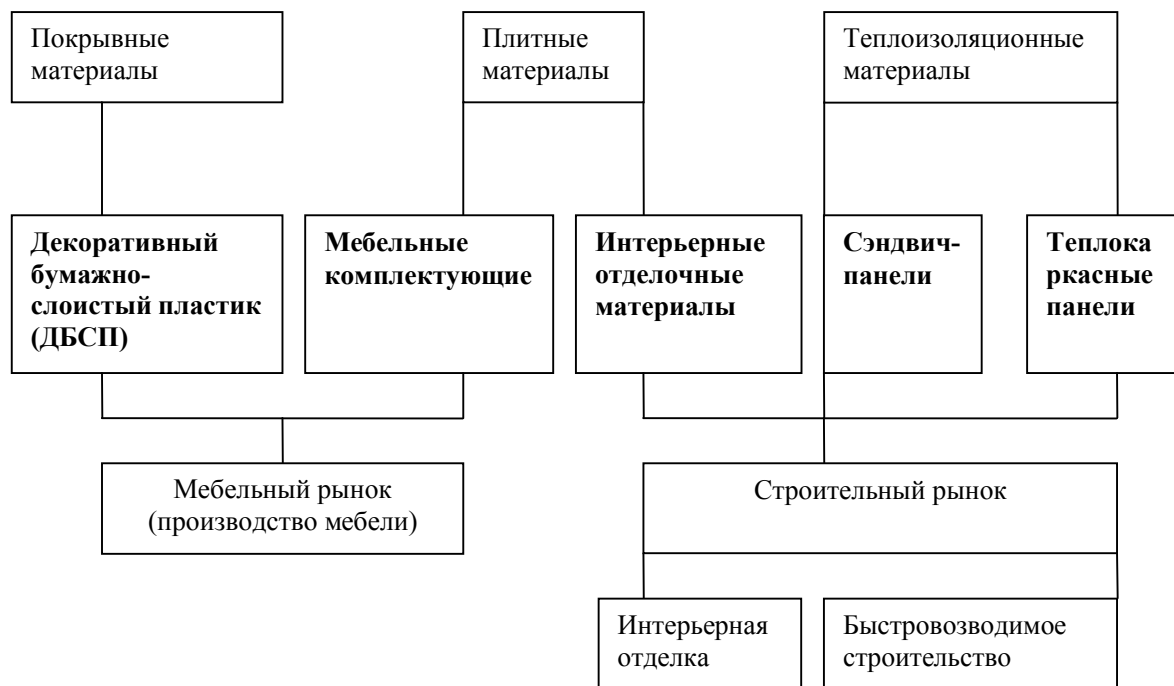 Покрывные
материалы
Плитные
материалы
Теплоизоляционные
материалы
Декоративный
бумажно-
слоистый пластик
(ДБСП)
Мебельные
комплектующие
Интерьерные
отделочные
материалы
Сэндвич-
панели
Теплока
ркасные
панели
Мебельный рынок
(производство мебели)
Строительный рынок
Интерьерная
отделка
Быстровозводимое
строительство